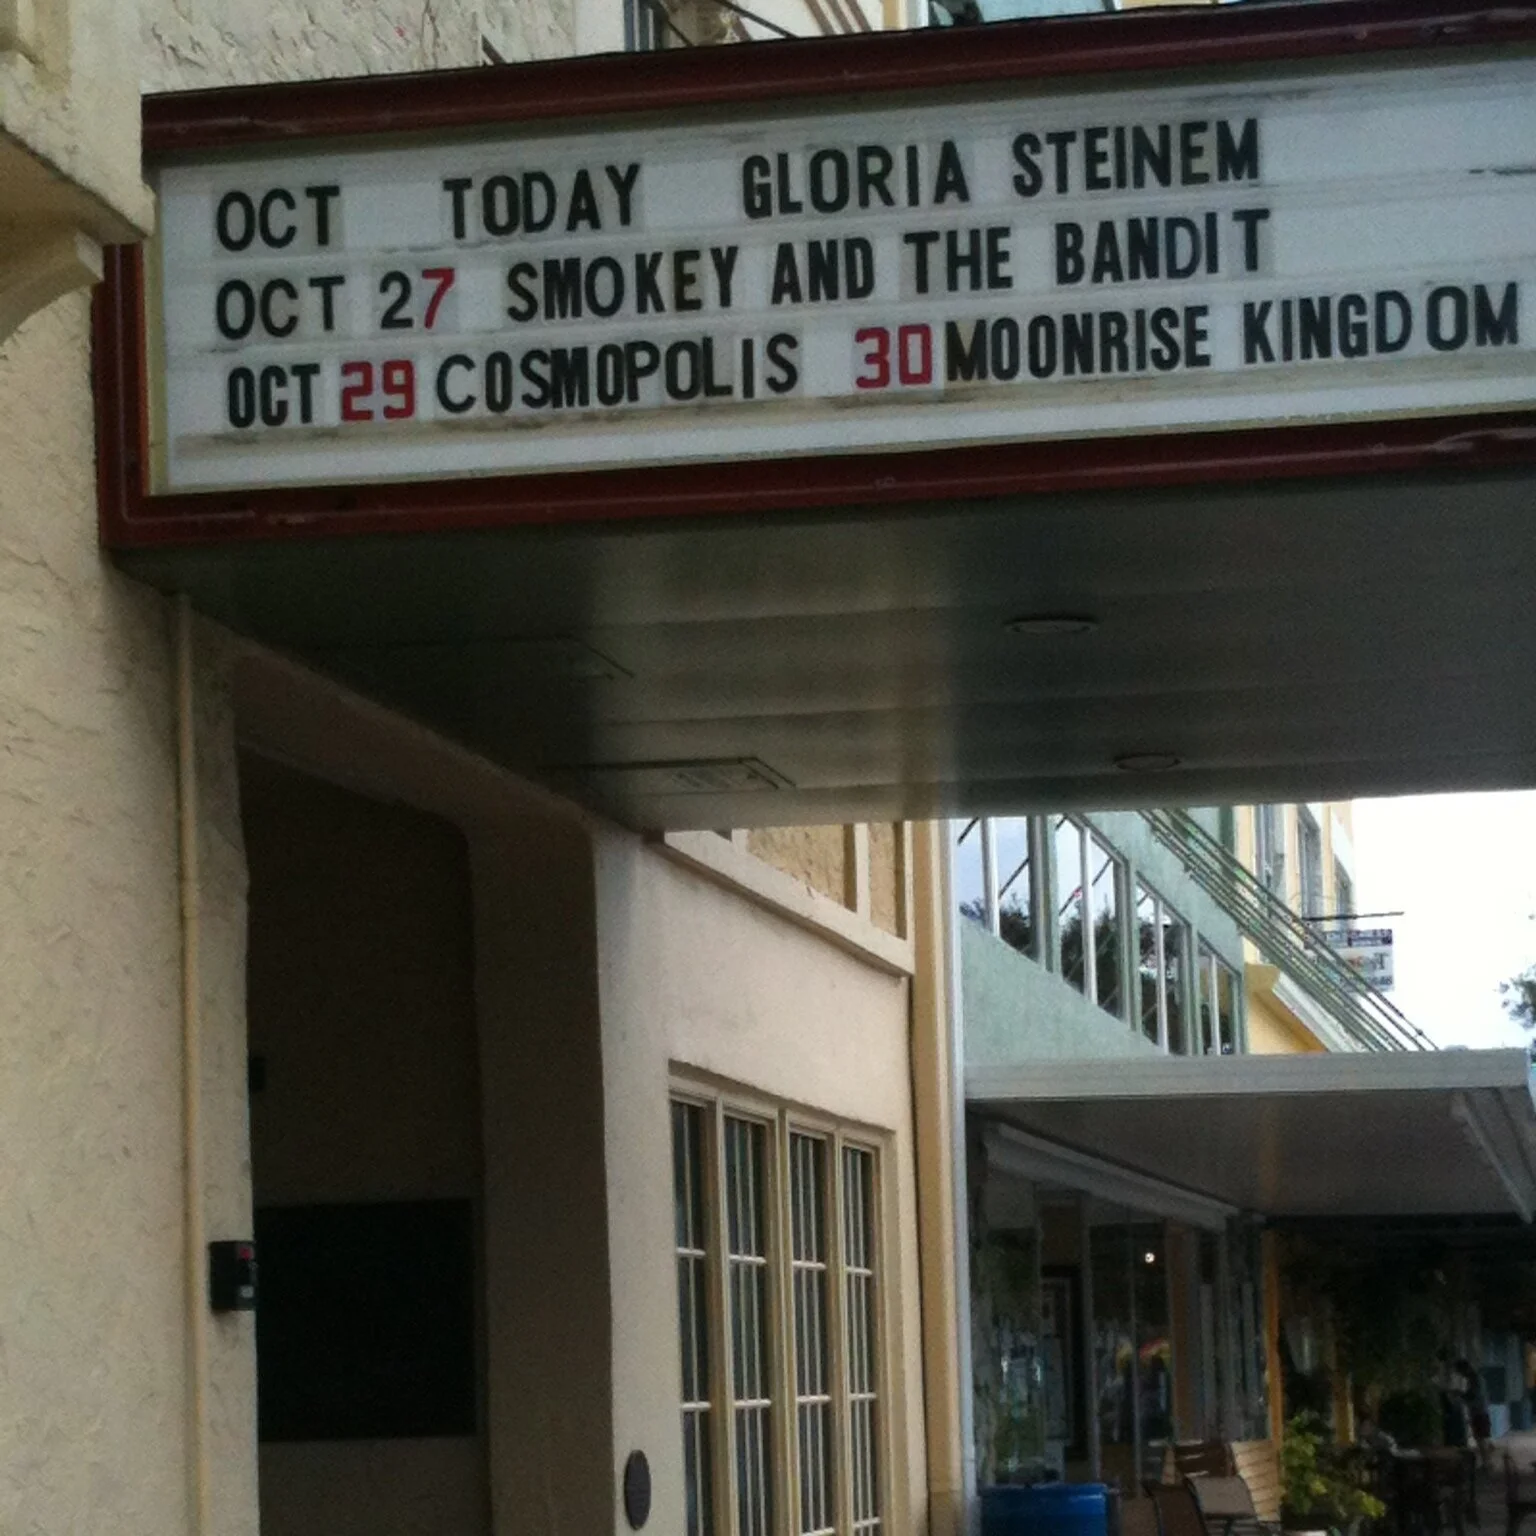 OCT TODAY GLORIA STEINEM
OCT 27 SMOKEY AND THE BANDIT
OCT 29 COSMOPOLIS 30 MOONRISE KINGDOM